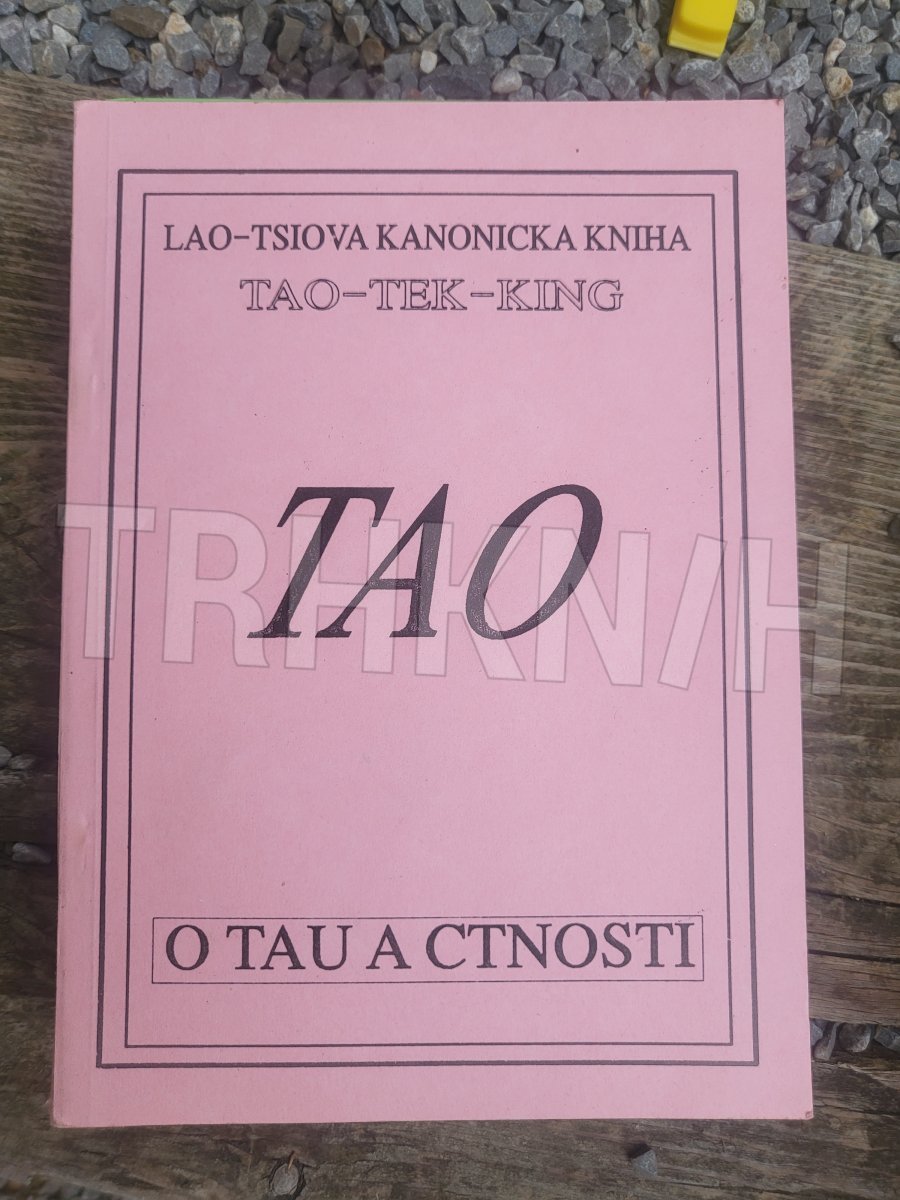 LAO-TSIOVA KANONICKA KNIHA
TAO-TEK-KING
TAO
TRHKNIH
O TAU A CTNOSTI